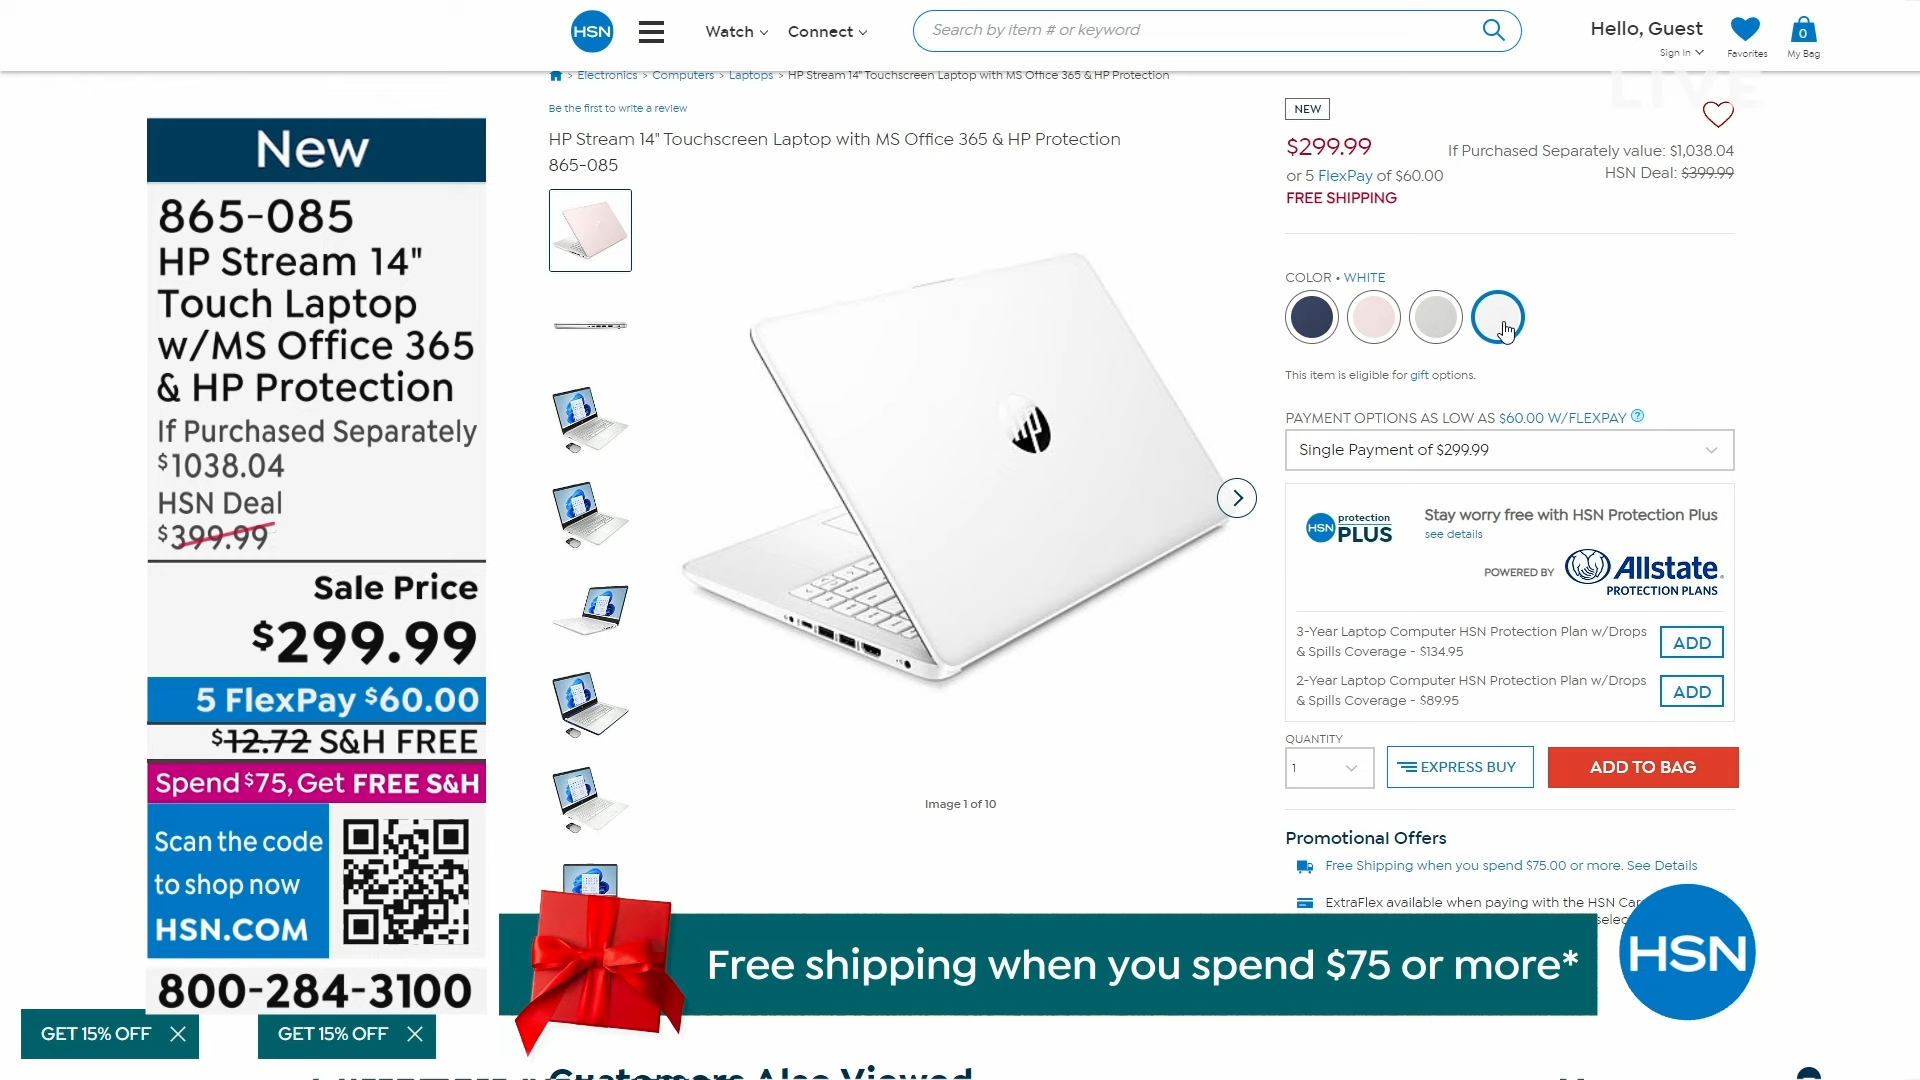 HSN
Watch
Connect
Search by item # or keyword
Hello, Guest
Sign In
Favorites
0
My Bag
LIVE
> Electronics > Computers > Laptops > HP Stream 14" Touchscreen Laptop with MS Office 365 & HP Protection
Be the first to write a review
HP Stream 14" Touchscreen Laptop with MS Office 365 & HP Protection
865-085
New
865-085
HP Stream 14"
Touch Laptop
w/MS Office 365
& HP Protection
If Purchased Separately
$1038.04
HSN Deal
$399.99
Sale Price
$299.99
5 FlexPay $60.00
$12.72 S&H FREE
Spend $75, Get FREE S&H
Scan the code
to shop now
HSN.COM
800-284-3100
GET 15% OFF
GET 15% OFF
hp
Image 1 of 10
NEW
$299.99
If Purchased Separately value: $1,038.04
or 5 FlexPay of $60.00
HSN Deal: $399.99
FREE SHIPPING
COLOR • WHITE
This item is eligible for gift options.
PAYMENT OPTIONS AS LOW AS $60.00 W/FLEXPAY ?
Single Payment of $299.99
HSN protection PLUS
Stay worry free with HSN Protection Plus
see details
POWERED BY Allstate.
PROTECTION PLANS
3-Year Laptop Computer HSN Protection Plan w/Drops
& Spills Coverage - $134.95
ADD
2-Year Laptop Computer HSN Protection Plan w/Drops
& Spills Coverage - $89.95
ADD
QUANTITY
1
EXPRESS BUY
ADD TO BAG
Promotional Offers
Free Shipping when you spend $75.00 or more. See Details
ExtraFlex available when paying with the HSN
Free shipping when you spend $75 or more*
HSN
Customers Also Viewed